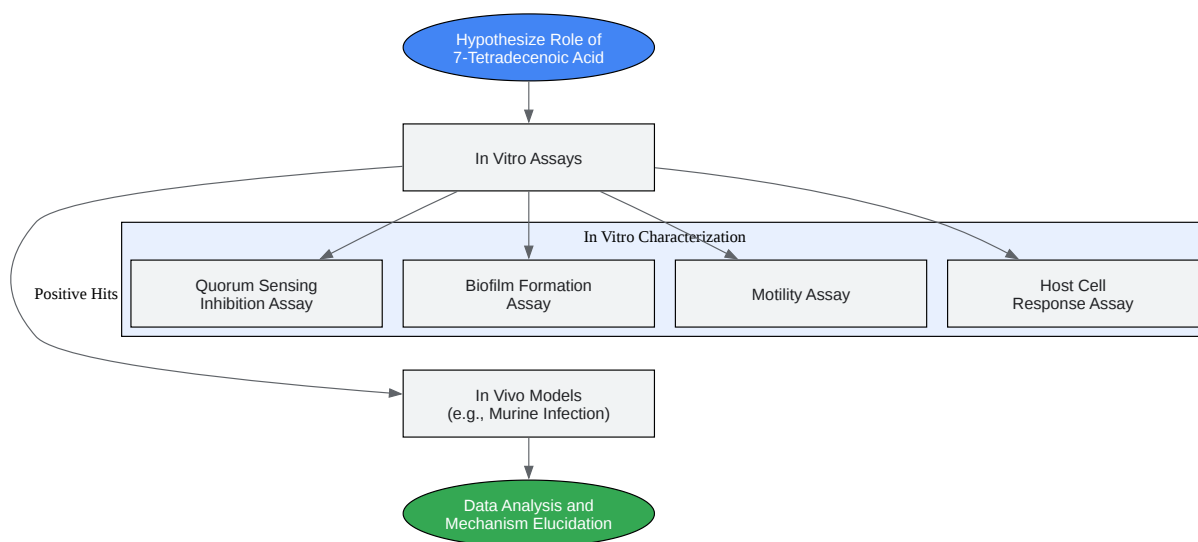 Hypothesize Role of
7-Tetradecenoic Acid
In Vitro Assays
In Vitro Characterization
Positive Hits
Quorum Sensing
Inhibition Assay
Biofilm Formation
Assay
Motility Assay
Host Cell
Response Assay
In Vivo Models
(e.g., Murine Infection)
Data Analysis and
Mechanism Elucidation